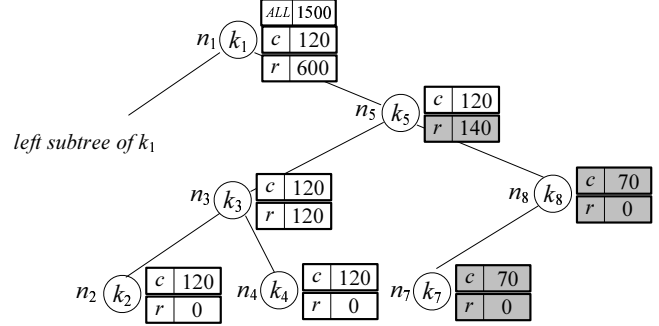 ALL 1500
n1 k1 c 120
r 600
n5 k5 c 120
r 140
left subtree of k1
n3 k3 c 120
r 120
n8 k8 c 70
r 0
n2 k2 c 120
r 0
n4 k4 c 120
r 0
n7 k7 c 70
r 0